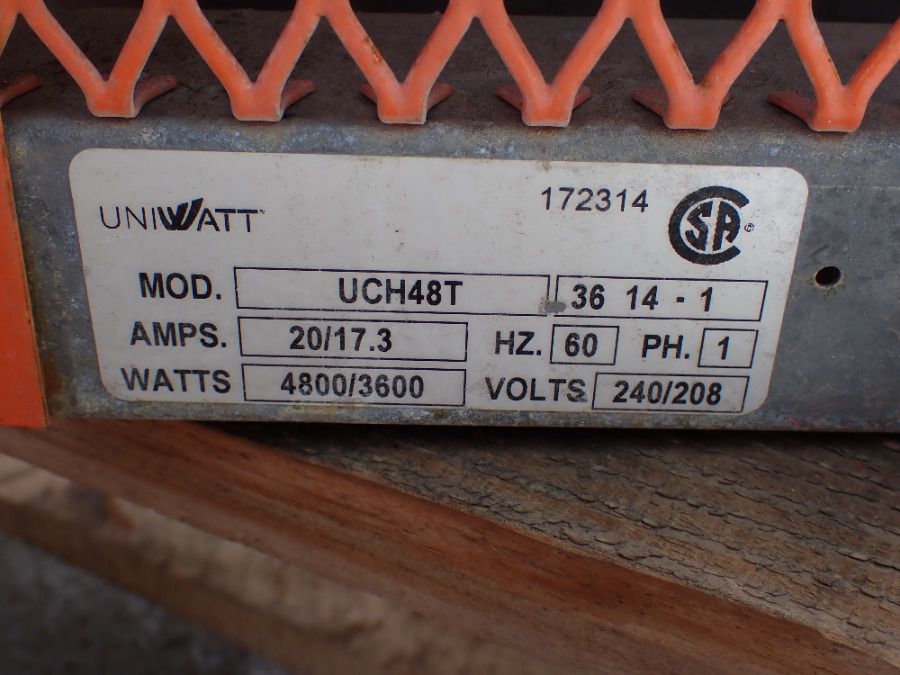 UNIWATT
172314
CSA
MOD. UCH48T 36 14 - 1
AMPS. 20/17.3 HZ. 60 PH. 1
WATTS 4800/3600 VOLTS 240/208